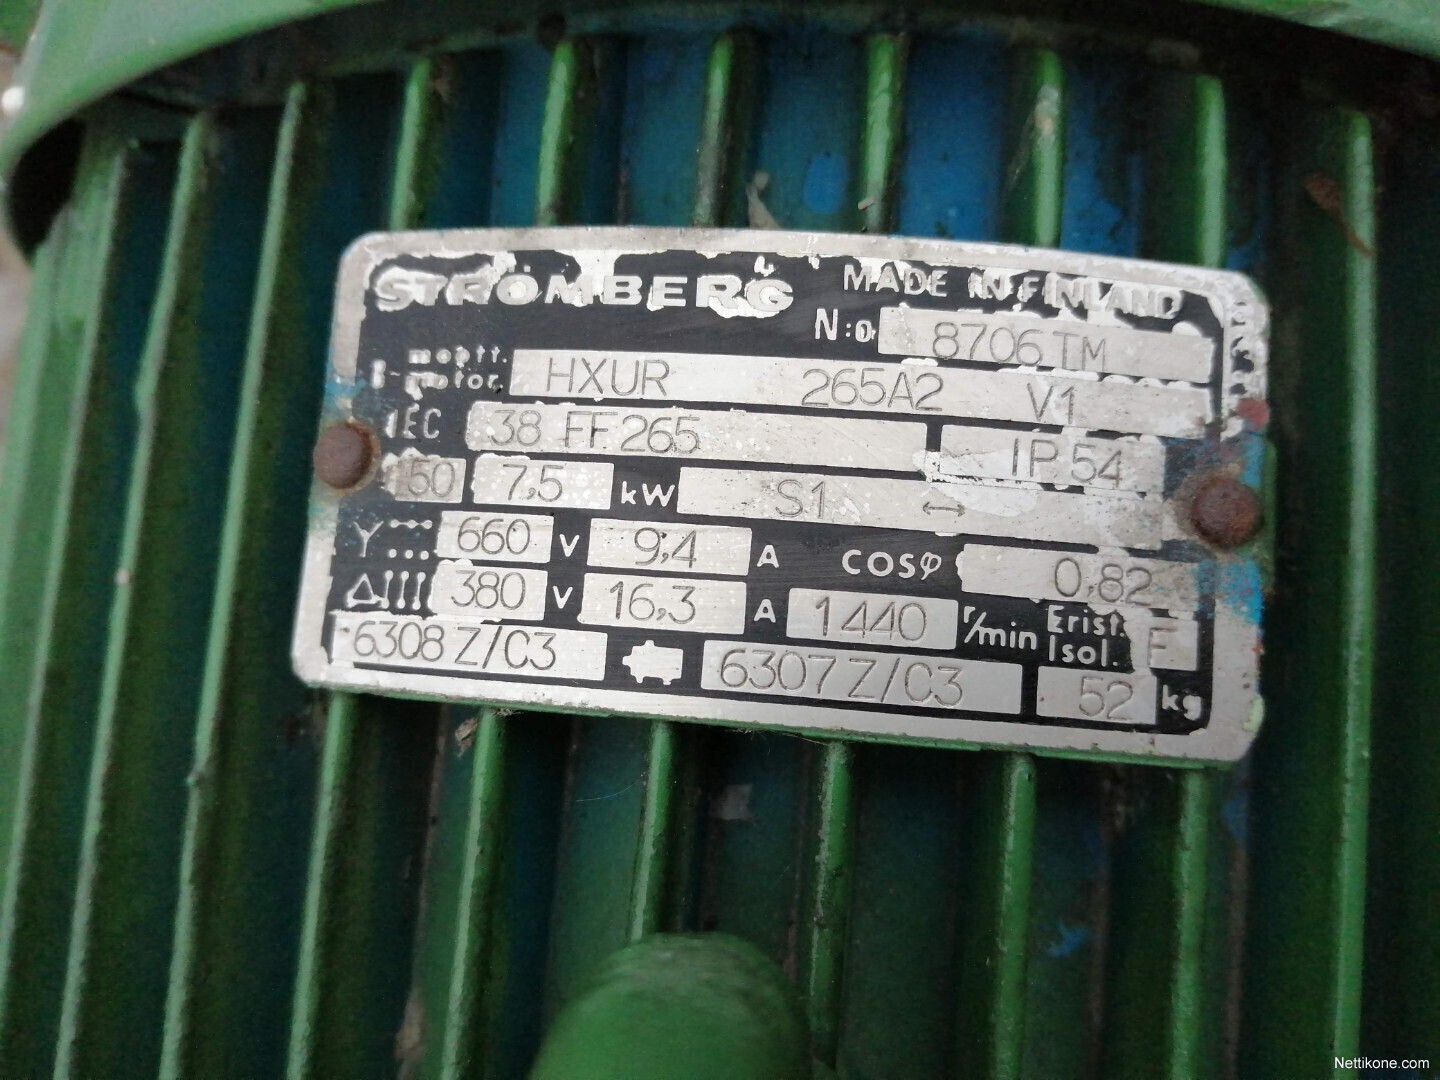 STRÖMBERG MADE IN FINLAND
N:o 8706 TM
moott.
motor. HXUR 265A2 V1
IEC 38 FF 265 IP 54
50 7,5 kW S1 ↔
Y 660 V 9,4 A cosφ 0,82
Δ 380 V 16,3 A 1440 r/min Erist. Isol. F
6308 Z/C3 6307 Z/C3 52 kg
Nettikone.com